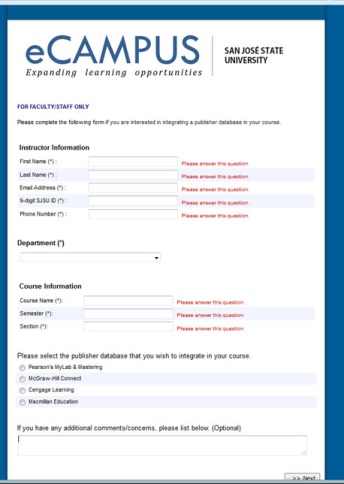 eCAMPUS
SAN JOSÉ STATE
UNIVERSITY
Expanding learning opportunities
FOR FACULTY/STAFF ONLY
Please complete the following form if you are interested in integrating a publisher database in your course.
Instructor Information
First Name (*) : Please answer this question.
Last Name (*) : Please answer this question.
Email Address (*) : Please answer this question.
9-digit SJSU ID (*) : Please answer this question.
Phone Number (*) : Please answer this question.
Department (*)
Course Information
Course Name (*): Please answer this question.
Semester (*): Please answer this question.
Section (*): Please answer this question.
Please select the publisher database that you wish to integrate in your course.
Pearson's MyLab & Mastering
McGraw-Hill Connect
Cengage Learning
Macmillan Education
If you have any additional comments/concerns, please list below. (Optional)
>> Next